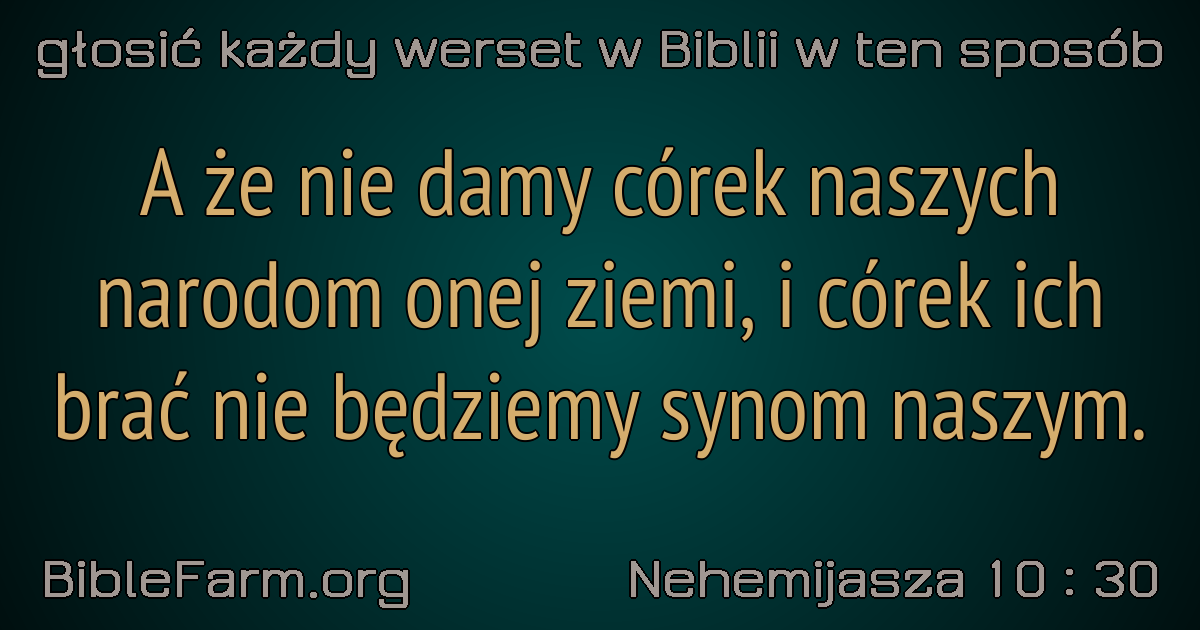 głosić każdy werset w Biblii w ten sposób
A że nie damy córek naszych
narodom onej ziemi, i córek ich
brać nie będziemy synom naszym.
BibleFarm.org
Nehemijasza 10 : 30